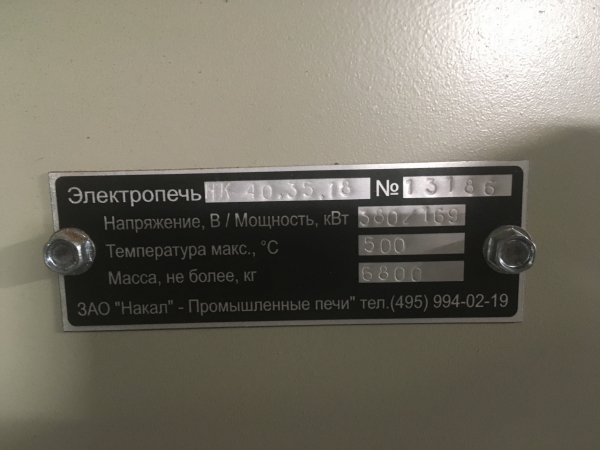 Электропечь НК 40.35.18 № 13186
Напряжение, В / Мощность, кВт 380/169
Температура макс., °С 500
Масса, не более, кг 6800
ЗАО "Накал" - Промышленные печи" тел.(495) 994-02-19